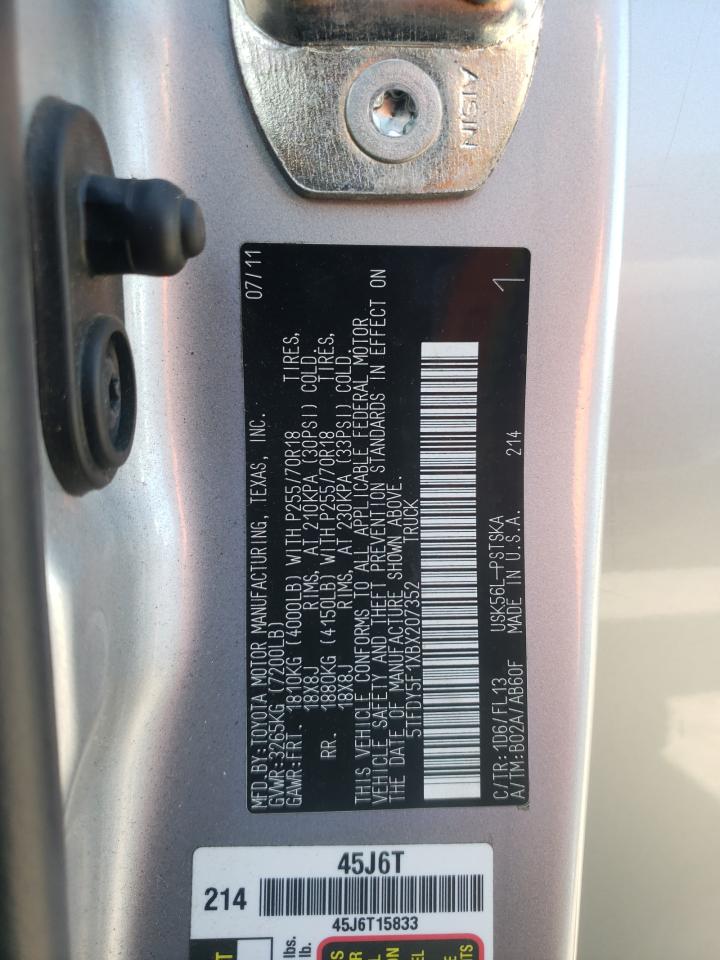 AISIN
MFD.BY:TOYOTA MOTOR MANUFACTURING, TEXAS, INC. 07/11
GVWR:3265KG (7200LB)
GAWR:FRT. 1810KG (4000LB) WITH P255/70R18 TIRES,
18X8J RIMS, AT 210KPA (30PSI) COLD.
RR. 1880KG (4150LB) WITH P255/70R18 TIRES,
18X8J RIMS, AT 230KPA (33PSI) COLD.
THIS VEHICLE CONFORMS TO ALL APPLICABLE FEDERAL MOTOR
VEHICLE SAFETY AND THEFT PREVENTION STANDARDS IN EFFECT ON
THE DATE OF MANUFACTURE SHOWN ABOVE.
5TFDY5F1XBX207352 TRUCK
C/TR:1D6/FL13 USK56L-PSTSKA 214
A/TM:B02A/AB60F MADE IN U.S.A.
1
45J6T
214
45J6T15833
lbs.
lb.